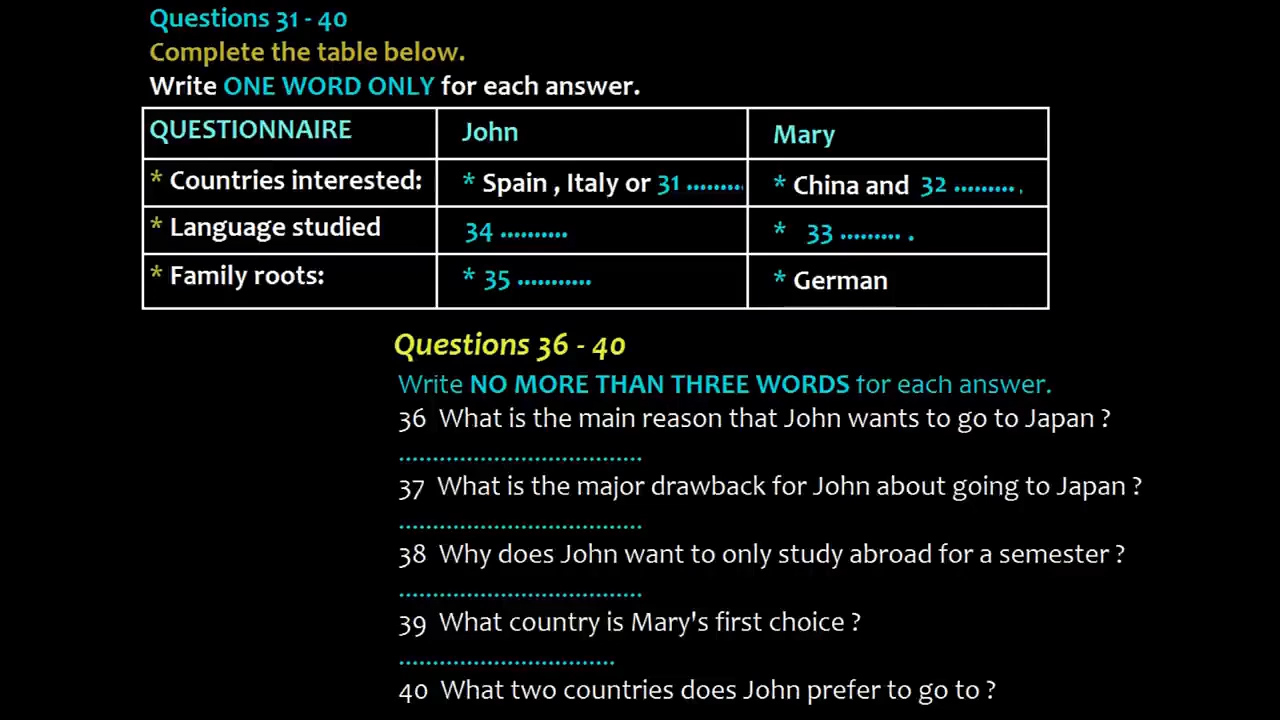 Questions 31 - 40
Complete the table below.
Write ONE WORD ONLY for each answer.
QUESTIONNAIRE John Mary
* Countries interested: * Spain , Italy or 31 ......... * China and 32 ......... .
* Language studied 34 .......... * 33 ......... .
* Family roots: * 35 ........... * German
Questions 36 - 40
Write NO MORE THAN THREE WORDS for each answer.
36 What is the main reason that John wants to go to Japan ?
....................................
37 What is the major drawback for John about going to Japan ?
....................................
38 Why does John want to only study abroad for a semester ?
....................................
39 What country is Mary's first choice ?
................................
40 What two countries does John prefer to go to ?